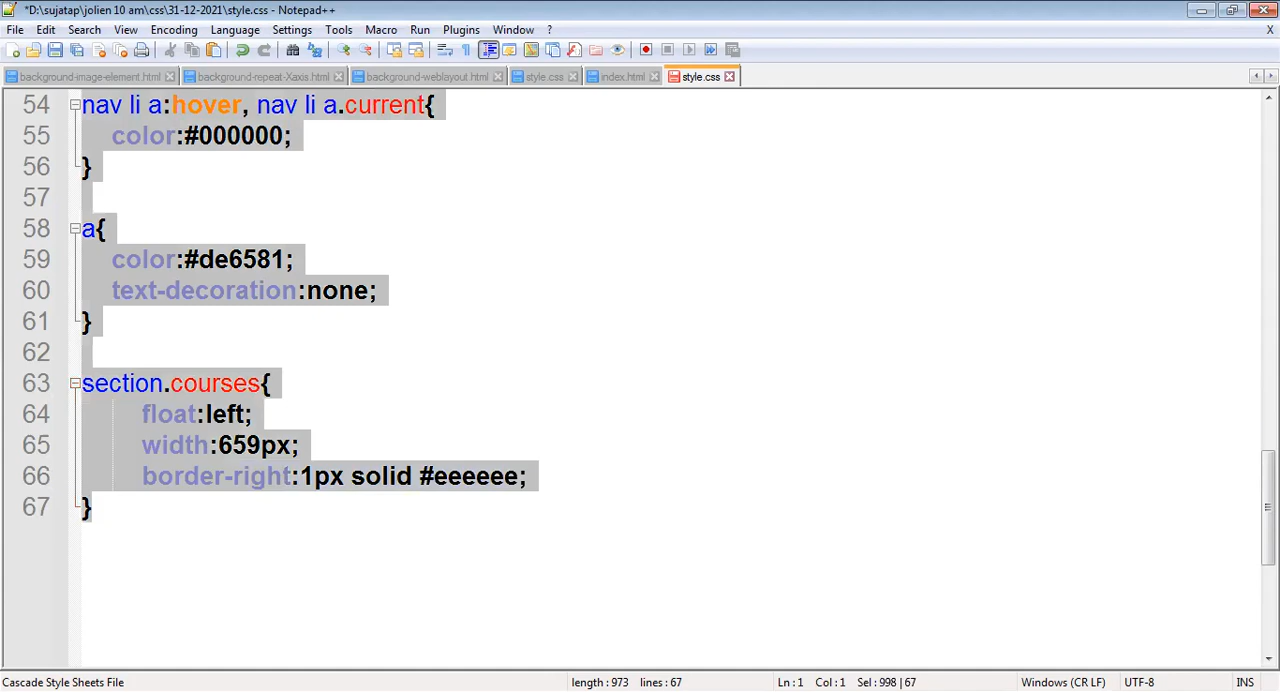 *D:\sujatap\jolien 10 am\css\31-12-2021\style.css - Notepad++
File Edit Search View Encoding Language Settings Tools Macro Run Plugins Window ? X
background-image-element.html background-repeat-Xaxis.html background-weblayout.html style.css index.html style.css
54 nav li a:hover, nav li a.current{
55 color:#000000;
56 }
57
58 a{
59 color:#de6581;
60 text-decoration:none;
61 }
62
63 section.courses{
64 float:left;
65 width:659px;
66 border-right:1px solid #eeeeee;
67 }
Cascade Style Sheets File length : 973 lines : 67 Ln : 1 Col : 1 Sel : 998 | 67 Windows (CR LF) UTF-8 INS